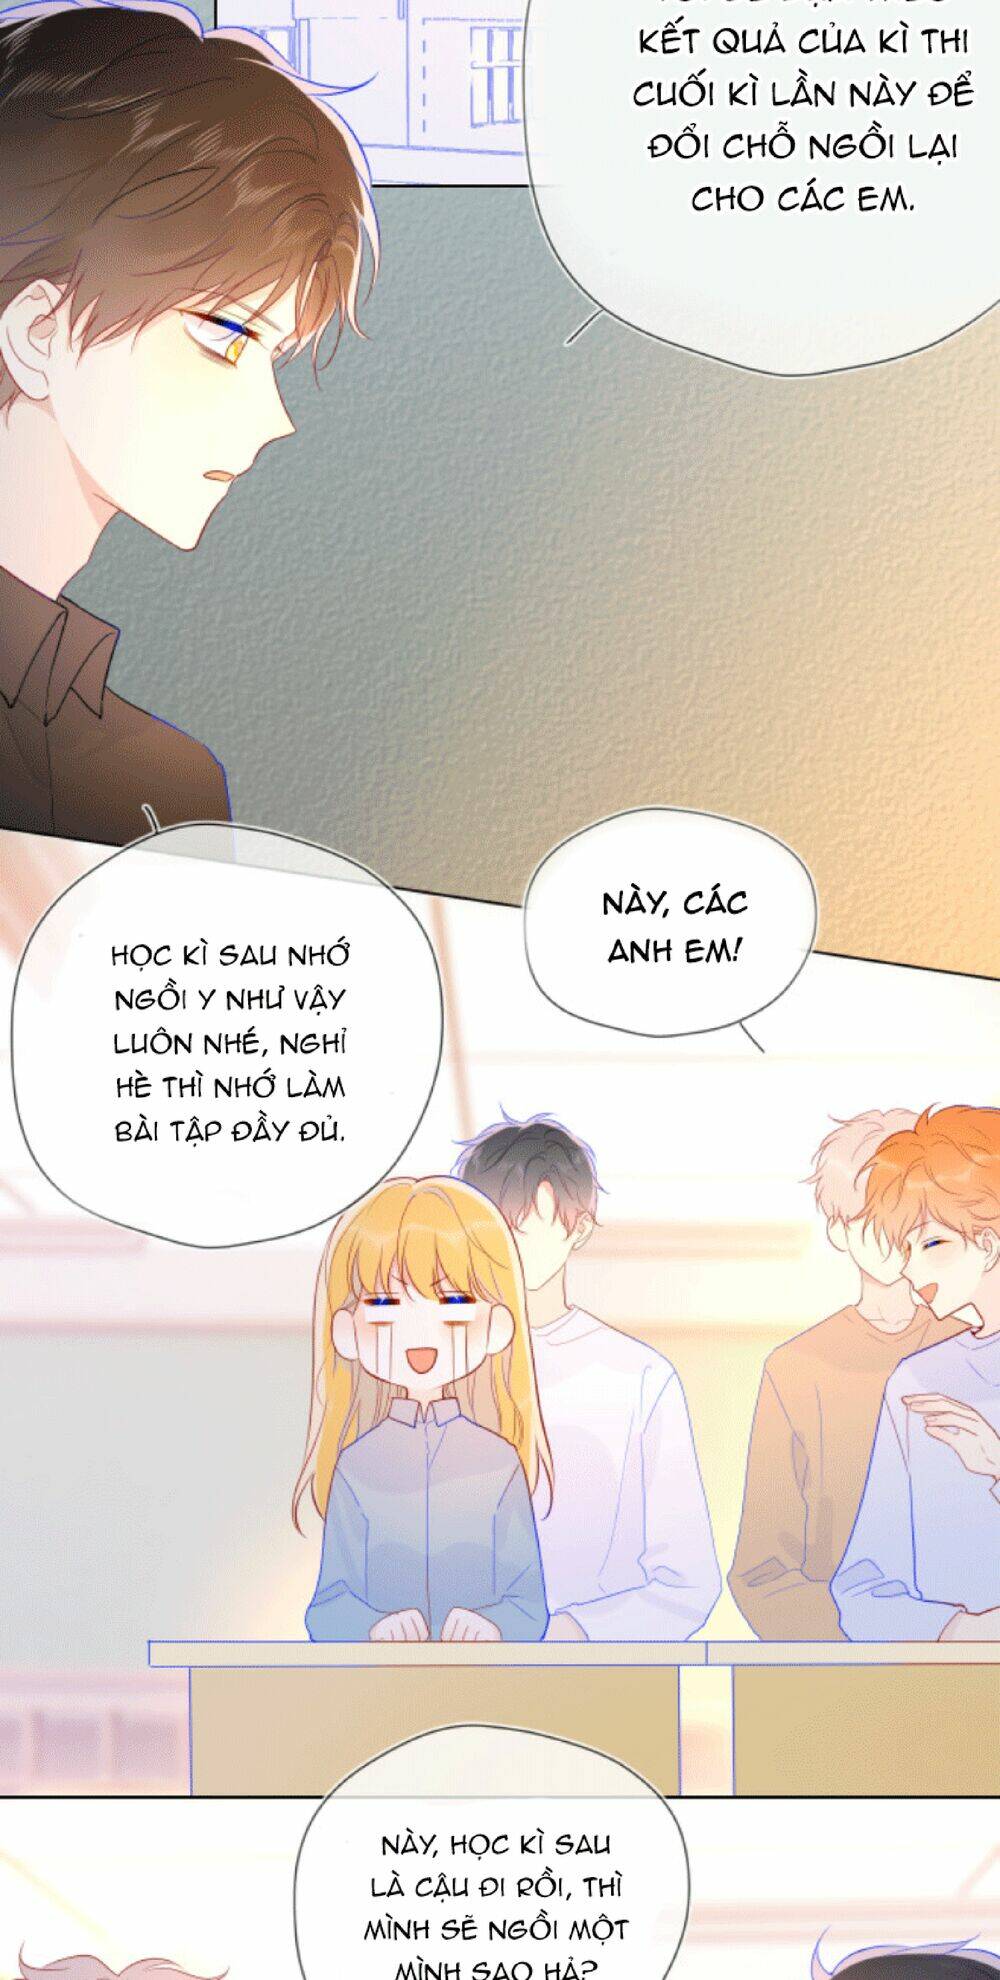 KẾT QUẢ CỦA KÌ THI
CUỐI KÌ LẦN NÀY ĐỂ
ĐỔI CHỖ NGỒI LẠI
CHO CÁC EM.
NÀY, CÁC
ANH EM!
HỌC KÌ SAU NHỚ
NGỒI Y NHƯ VẬY
LUÔN NHÉ, NGHỈ
HÈ THÌ NHỚ LÀM
BÀI TẬP ĐẦY ĐỦ.
NÀY, HỌC KÌ SAU
LÀ CẬU ĐI RỒI, THÌ
MÌNH SẼ NGỒI MỘT
MÌNH SAO HẢ?